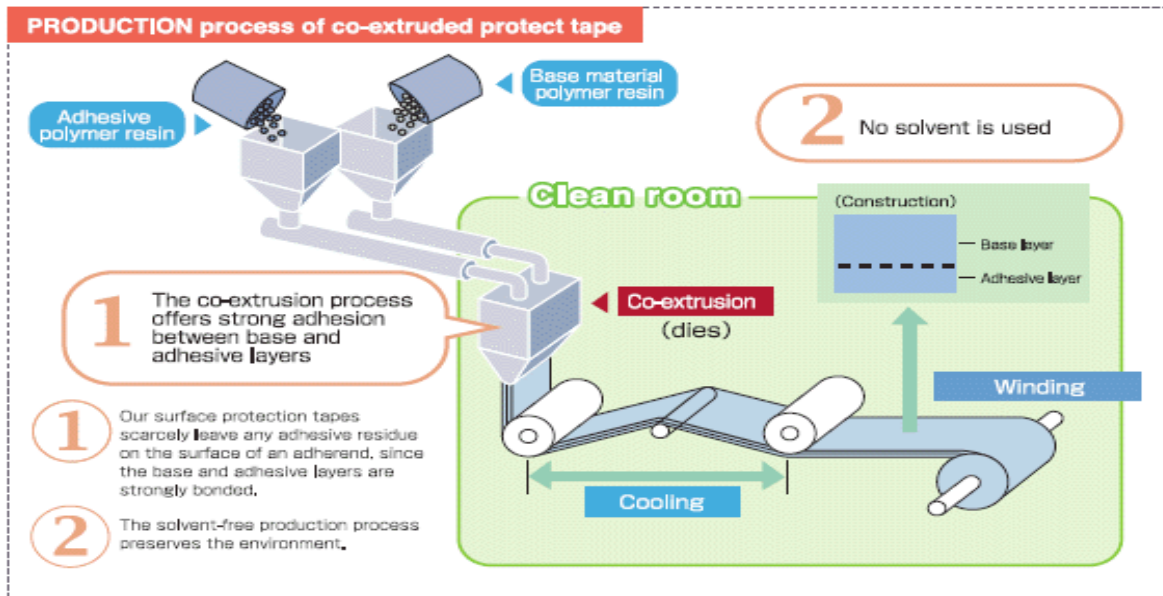 PRODUCTION process of co-extruded protect tape
Adhesive
polymer resin
Base material
polymer resin
2
No solvent is used
Clean room
(Construction)
Base layer
Adhesive layer
1
The co-extrusion process
offers strong adhesion
between base and
adhesive layers
Co-extrusion
(dies)
Winding
Cooling
1
Our surface protection tapes
scarcely leave any adhesive residue
on the surface of an adherend, since
the base and adhesive layers are
strongly bonded.
2
The solvent-free production process
preserves the environment.